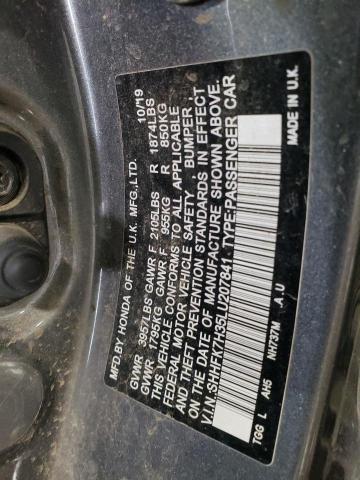 MFD.BY HONDA OF THE U.K. MFG.,LTD. 10/19
GVWR 3957LBS GAWR F 2105LBS R 1874LBS
GVWR 1795KG GAWR F 955KG R 850KG
THIS VEHICLE CONFORMS TO ALL APPLICABLE
FEDERAL MOTOR VEHICLE SAFETY, BUMPER,
AND THEFT PREVENTION STANDARDS IN EFFECT
ON THE DATE OF MANUFACTURE SHOWN ABOVE.
V.I.N.:SHHFK7H35LU207841 TYPE:PASSENGER CAR
TGG L AH5 NH737M A U MADE IN U.K.